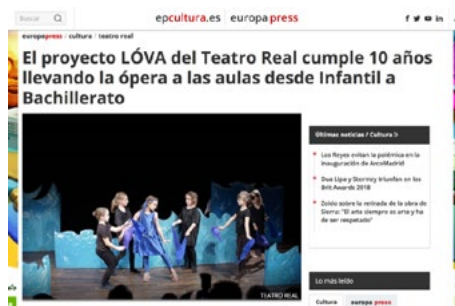 Buscar
epcultura.es europapress
f in
europapress / cultura / teatro real
El proyecto LÓVA del Teatro Real cumple 10 años
llevando la ópera a las aulas desde Infantil a
Bachillerato
Últimas noticias / Cultura >
Los Reyes evitan la polémica en la
inauguración de ArcoMadrid
Dua Lipa y Stormzy triunfan en los
Brit Awards 2018
Zoido sobre la retirada de la obra de
Sierra: "El arte siempre es arte y ha
de ser respetado"
TEATRO REAL
Lo más leído
Cultura europa press